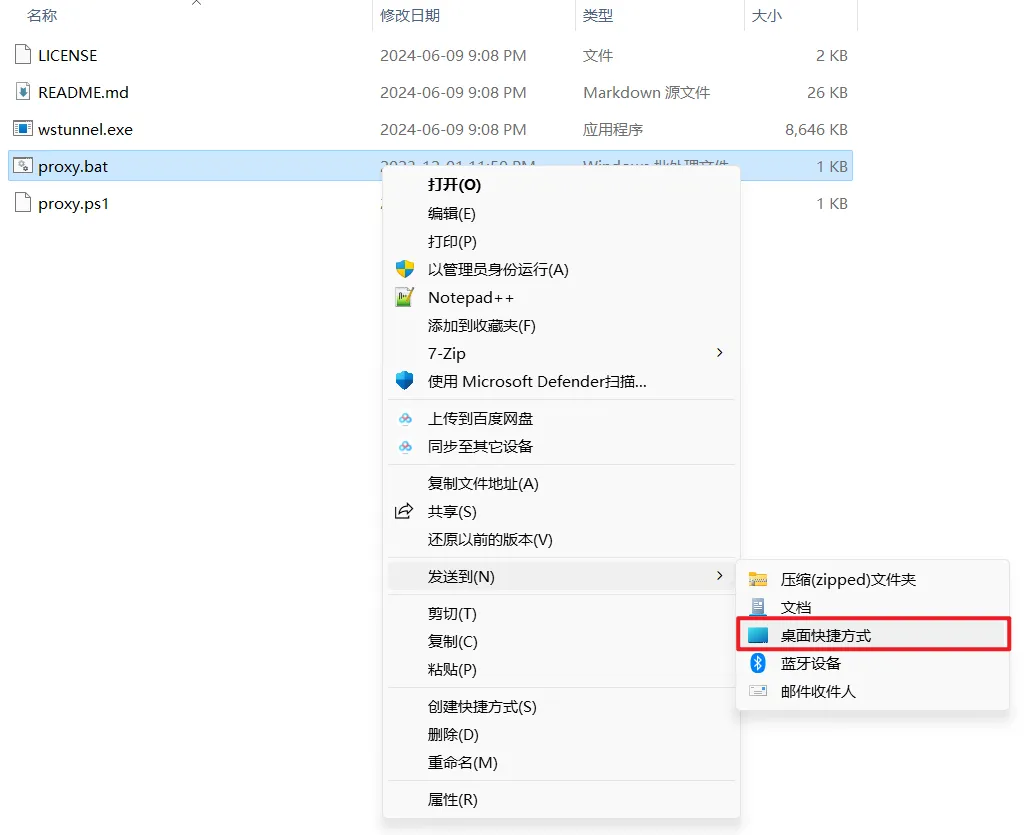 名称 修改日期 类型 大小
LICENSE 2024-06-09 9:08 PM 文件 2 KB
README.md 2024-06-09 9:08 PM Markdown 源文件 26 KB
wstunnel.exe 2024-06-09 9:08 PM 应用程序 8,646 KB
proxy.bat 1 KB
proxy.ps1 1 KB
打开(O)
编辑(E)
打印(P)
以管理员身份运行(A)
Notepad++
添加到收藏夹(F)
7-Zip
使用 Microsoft Defender扫描...
上传到百度网盘
同步至其它设备
复制文件地址(A)
共享(S)
还原以前的版本(V)
发送到(N)
剪切(T)
复制(C)
粘贴(P)
创建快捷方式(S)
删除(D)
重命名(M)
属性(R)
压缩(zipped)文件夹
文档
桌面快捷方式
蓝牙设备
邮件收件人